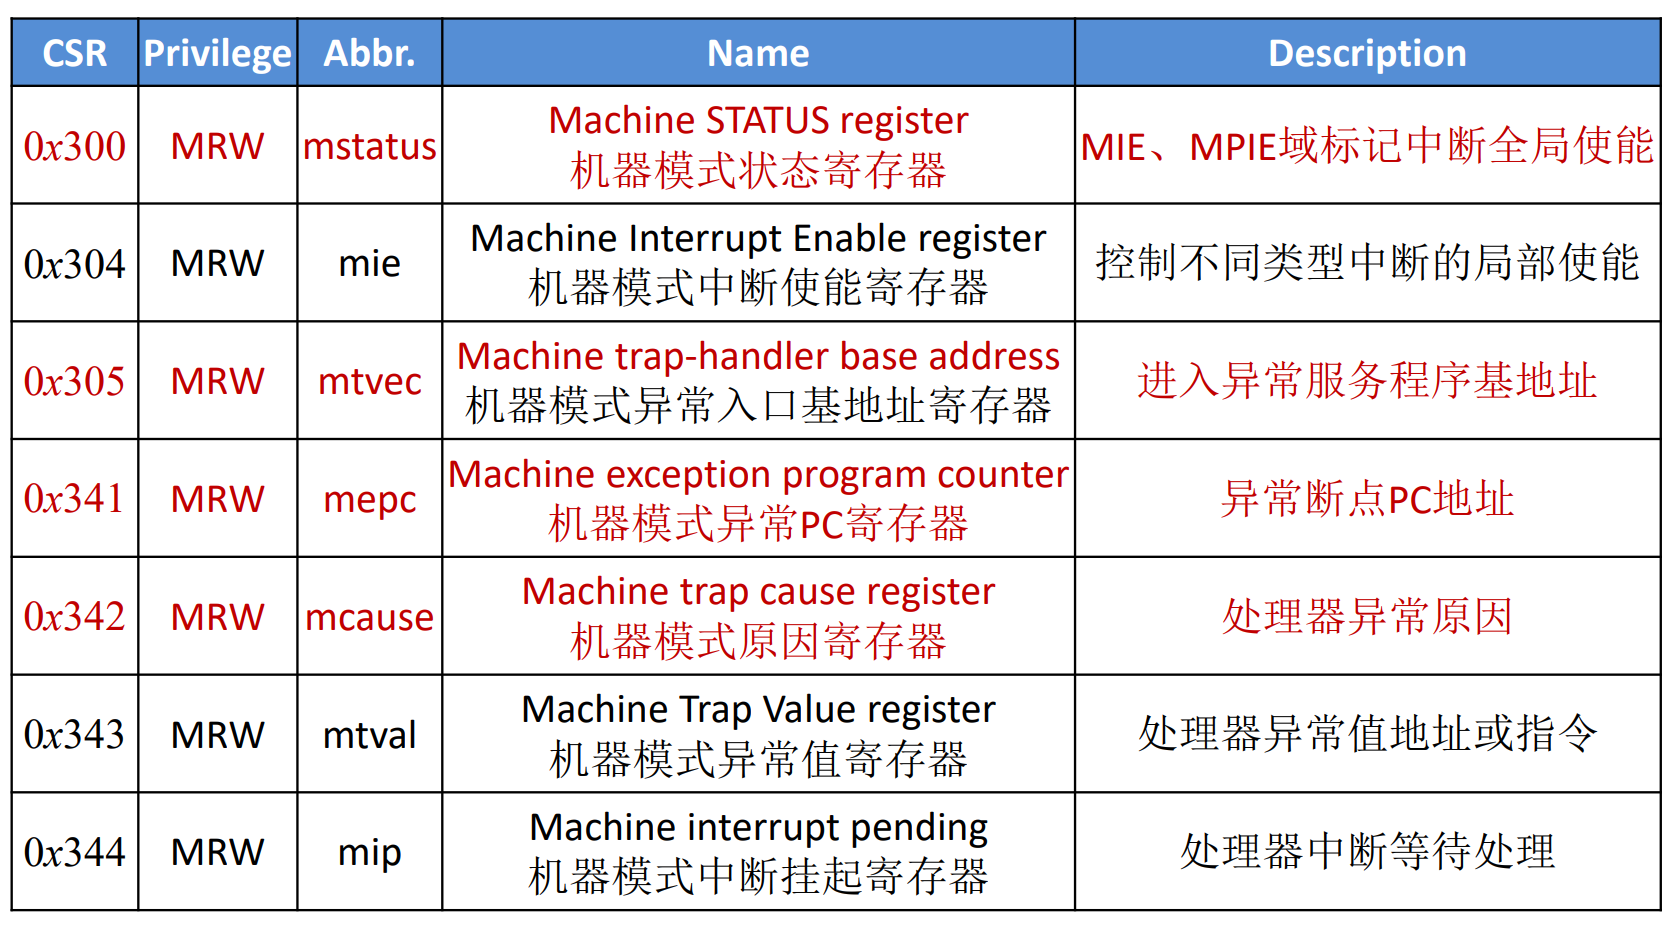 CSR Privilege Abbr. Name Description
0x300 MRW mstatus Machine STATUS register
机器模式状态寄存器 MIE、MPIE域标记中断全局使能
0x304 MRW mie Machine Interrupt Enable register
机器模式中断使能寄存器 控制不同类型中断的局部使能
0x305 MRW mtvec Machine trap-handler base address
机器模式异常入口基地址寄存器 进入异常服务程序基地址
0x341 MRW mepc Machine exception program counter
机器模式异常PC寄存器 异常断点PC地址
0x342 MRW mcause Machine trap cause register
机器模式原因寄存器 处理器异常原因
0x343 MRW mtval Machine Trap Value register
机器模式异常值寄存器 处理器异常值地址或指令
0x344 MRW mip Machine interrupt pending
机器模式中断挂起寄存器 处理器中断等待处理